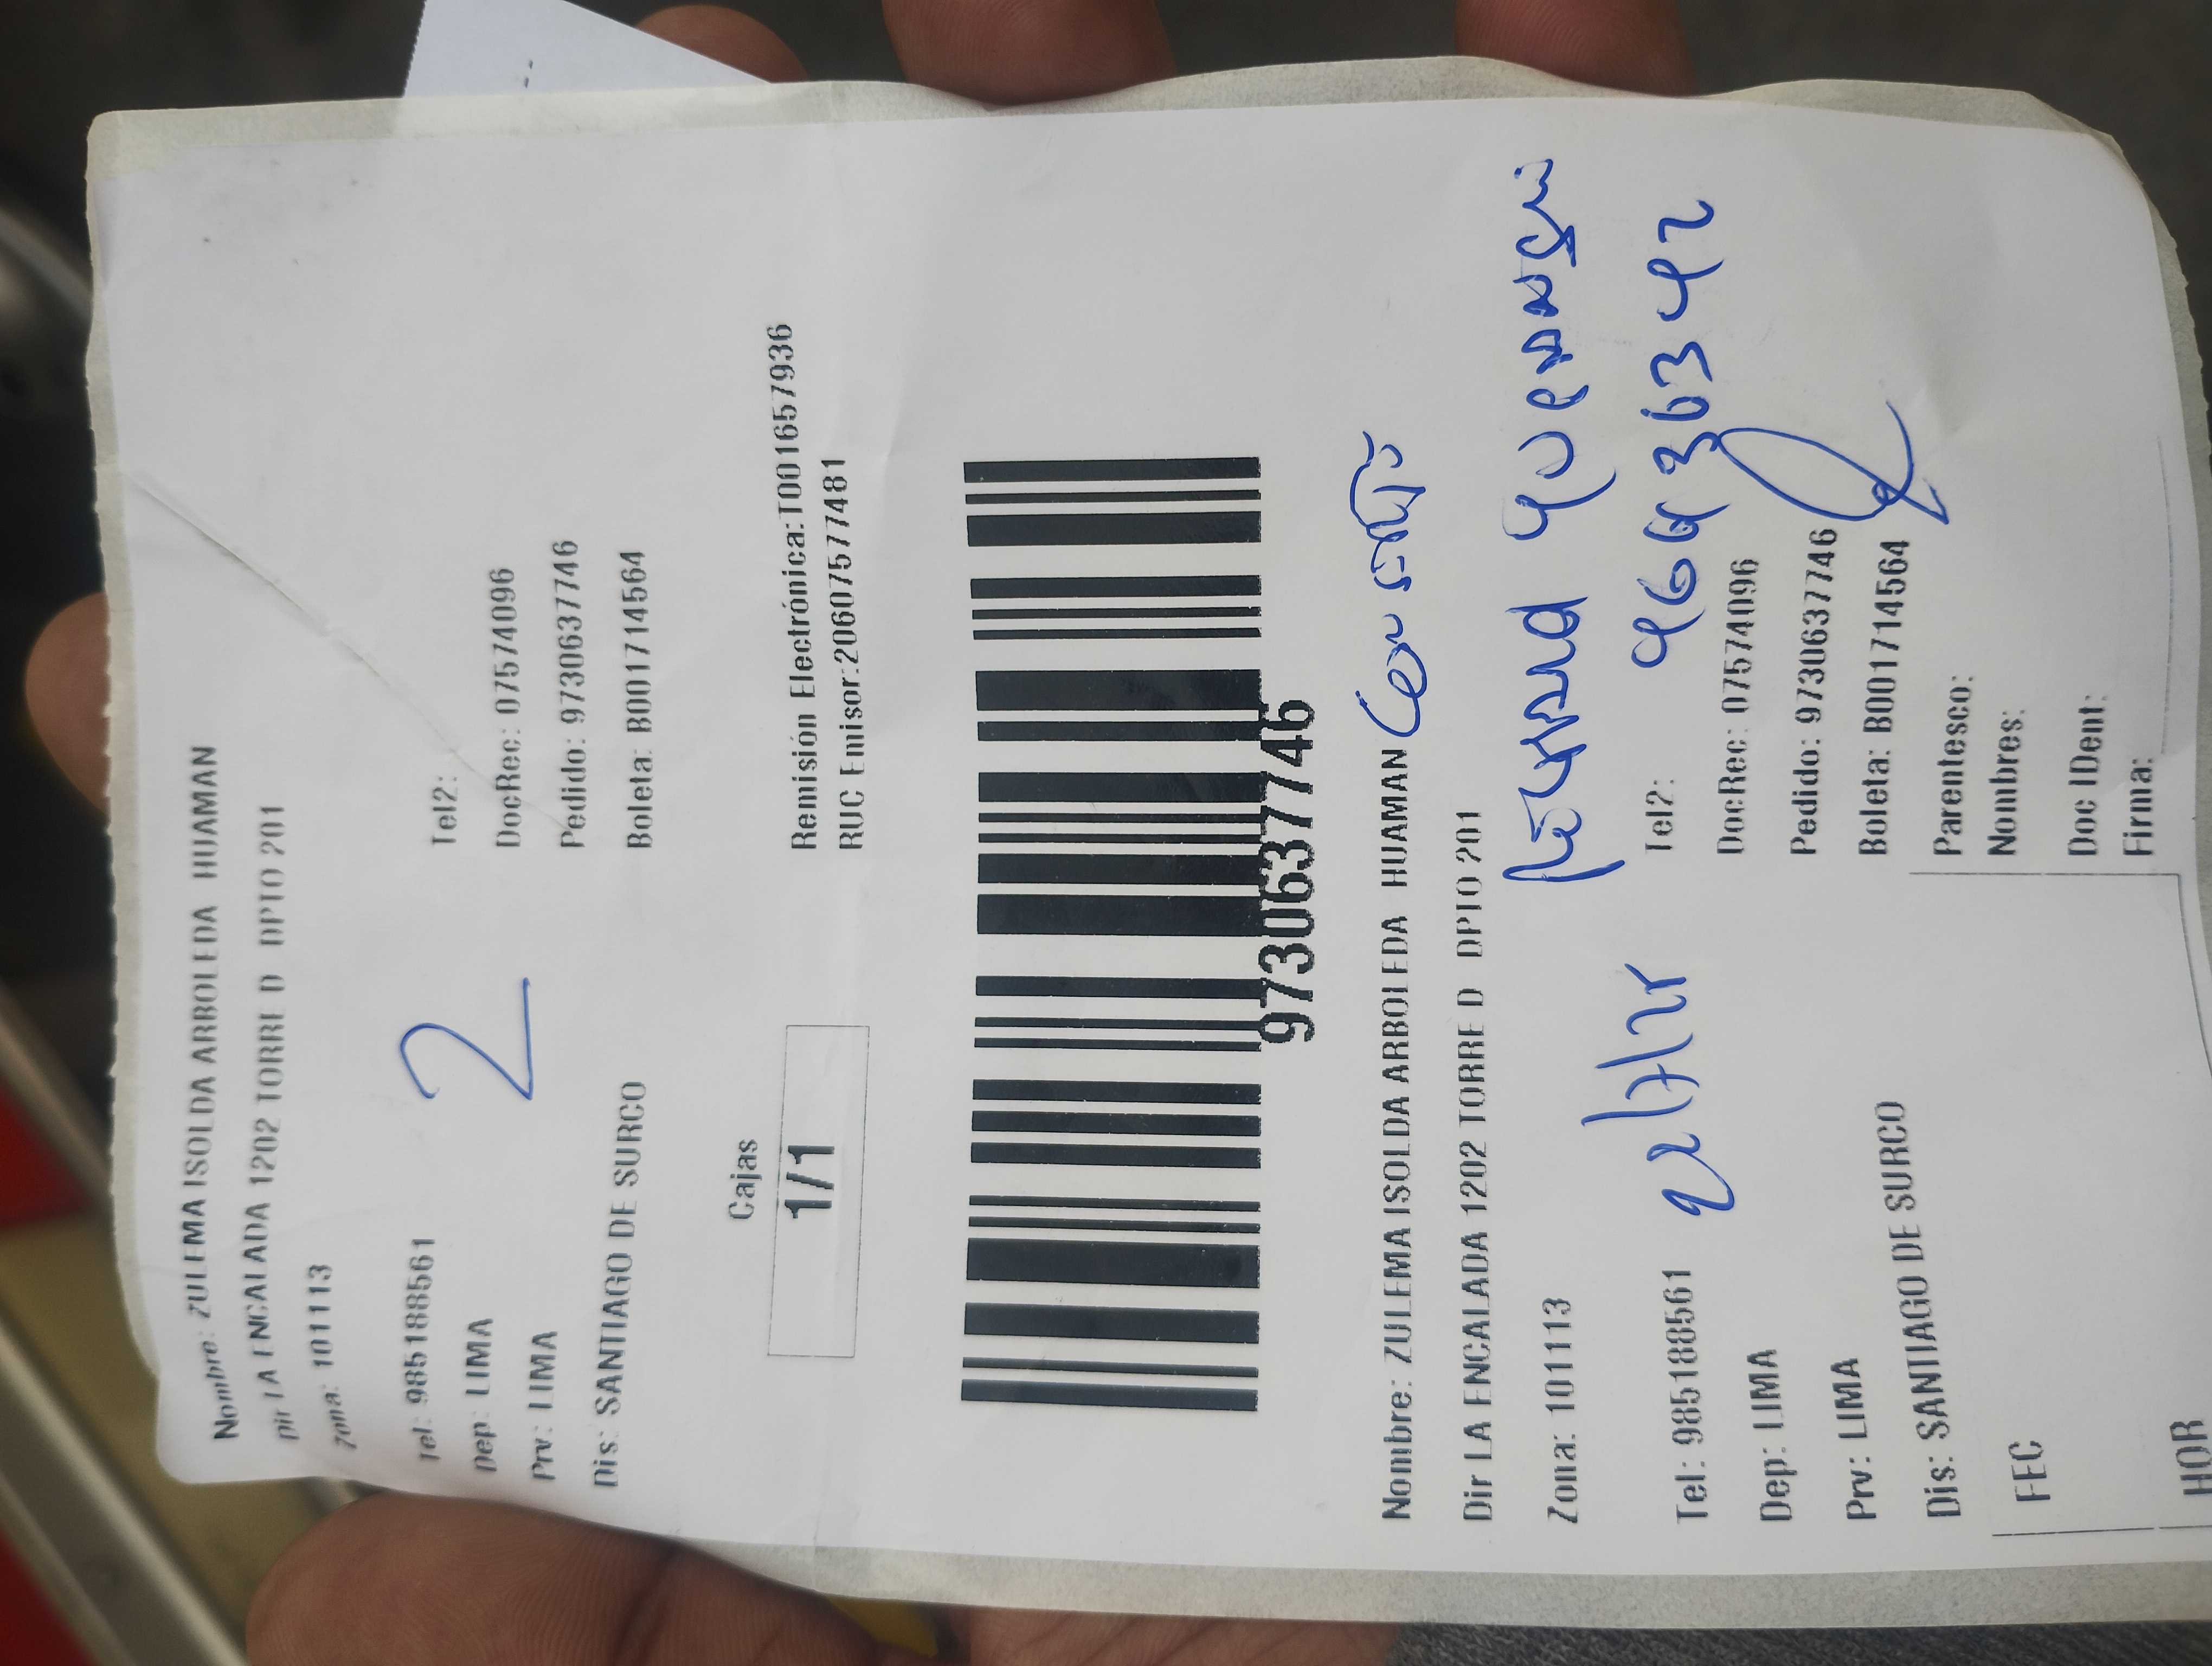 Nombre: ZULEMA ISOLDA ARBOLEDA HUAMAN
Dir LA ENCALADA 1202 TORRE D DPTO 201
Zona: 101113
Tel: 985188561 Tel2:
Dep: LIMA DocRec: 07574096
Prv: LIMA Pedido: 9730637746
Dis: SANTIAGO DE SURCO Boleta: B001714564
2
Cajas
1/1
Remisión Electrónica:T001657936
RUC Emisor:20607577481
9730637746
Nombre: ZULEMA ISOLDA ARBOLEDA HUAMAN
Dir LA ENCALADA 1202 TORRE D DPTO 201
Zona: 101113
Tel: 985188561 Tel2:
Dep: LIMA DocRec: 07574096
Prv: LIMA Pedido: 9730637746
Dis: SANTIAGO DE SURCO Boleta: B001714564
FEC Parentesco:
Nombres:
HOR Doc IDent:
Firma: